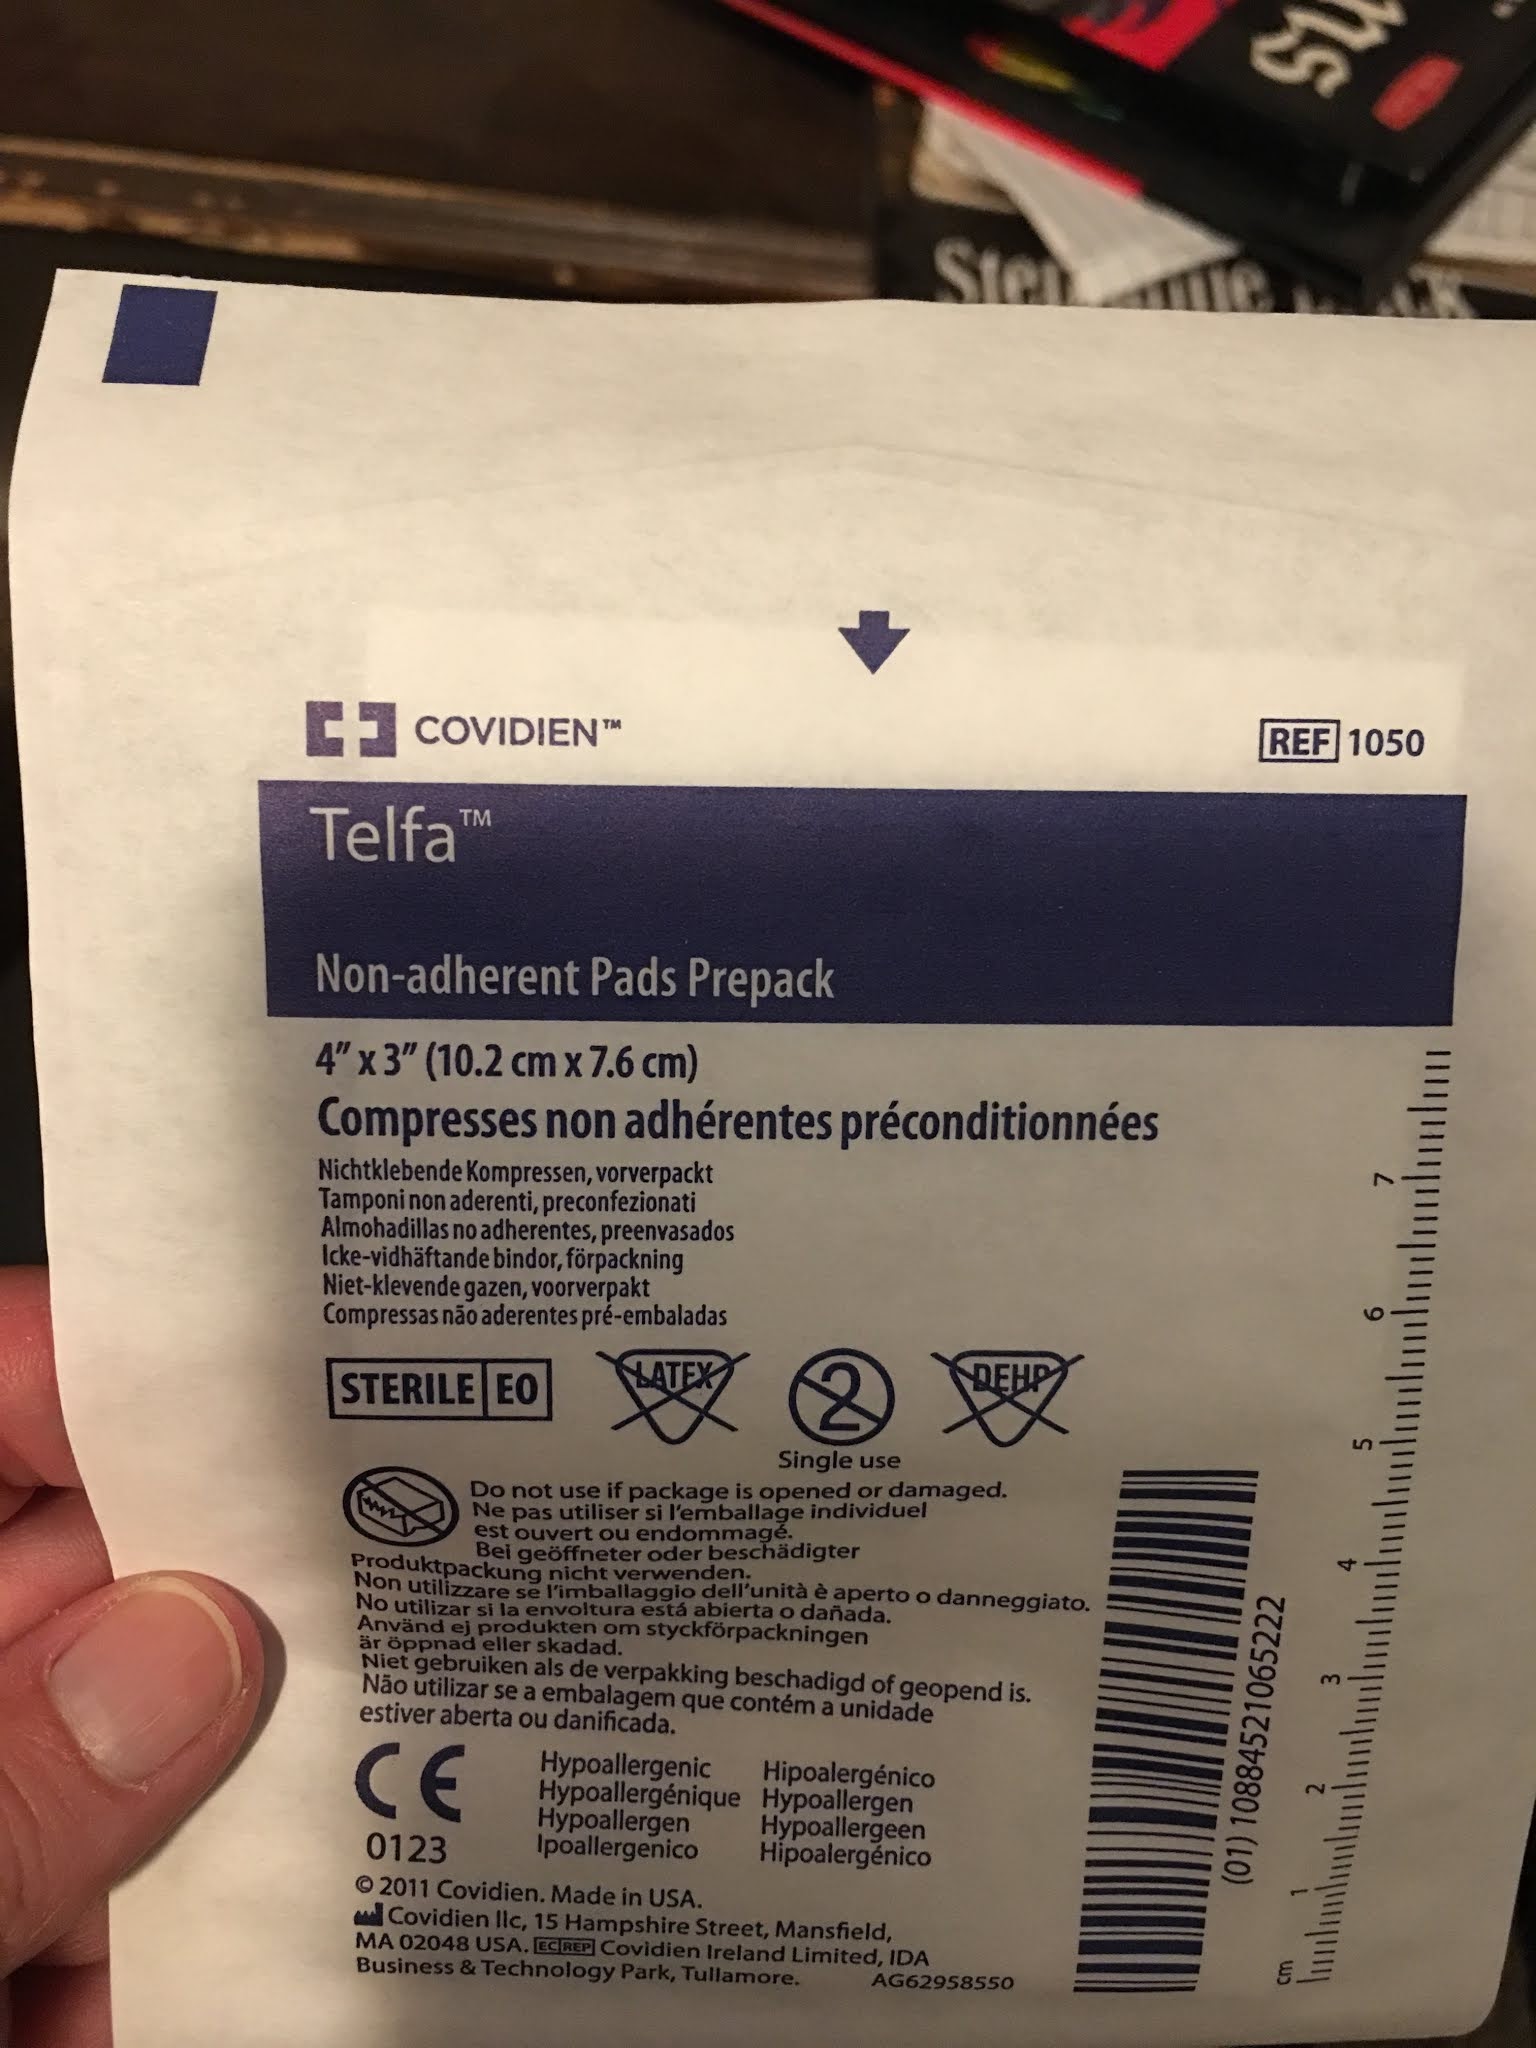 COVIDIEN™
REF 1050
Telfa™
Non-adherent Pads Prepack
4" x 3" (10.2 cm x 7.6 cm)
Compresses non adhérentes préconditionnées
Nichtklebende Kompressen, vorverpackt
Tamponi non aderenti, preconfezionati
Almohadillas no adherentes, preenvasados
Icke-vidhäftande bindor, förpackning
Niet-klevende gazen, voorverpakt
Compressas não aderentes pré-embaladas
STERILE EO
LATEX
2
DEHP
Single use
Do not use if package is opened or damaged.
Ne pas utiliser si l'emballage individuel
est ouvert ou endommagé.
Bei geöffneter oder beschädigter
Produktpackung nicht verwenden.
Non utilizzare se l'imballaggio dell'unità è aperto o danneggiato.
No utilizar si la envoltura está abierta o dañada.
Använd ej produkten om styckförpackningen
är öppnad eller skadad.
Niet gebruiken als de verpakking beschadigd of geopend is.
Não utilizar se a embalagem que contém a unidade
estiver aberta ou danificada.
CE
0123
Hypoallergenic
Hypoallergénique
Hypoallergen
Ipoallergenico
Hipoalergénico
Hypoallergen
Hypoallergeen
Hipoalergénico
© 2011 Covidien. Made in USA.
Covidien llc, 15 Hampshire Street, Mansfield,
MA 02048 USA. EC REP Covidien Ireland Limited, IDA
Business & Technology Park, Tullamore. AG62958550
(01) 10884521065222
7
6
5
4
3
2
1
cm